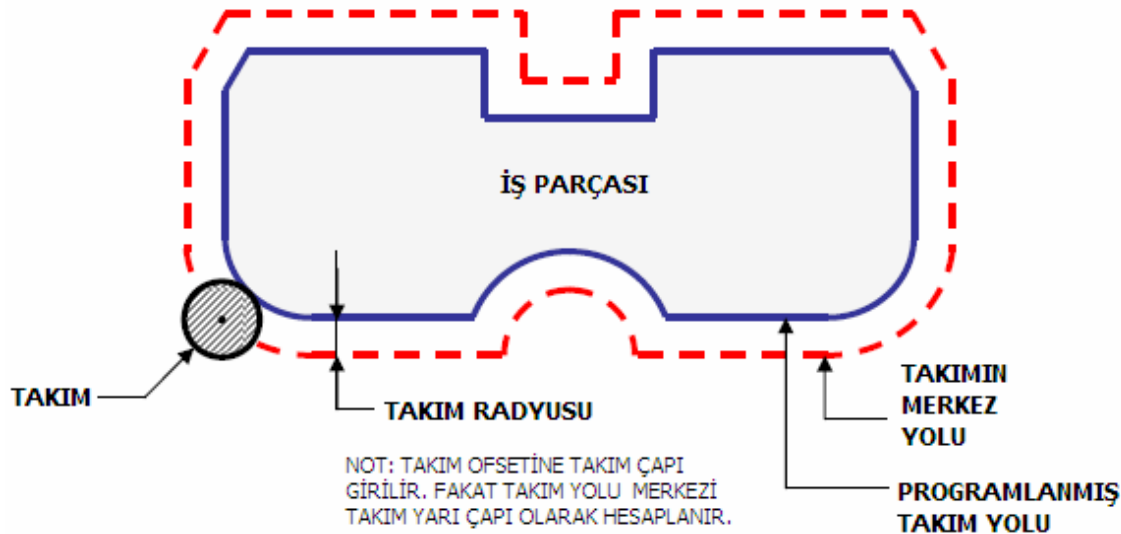 İŞ PARÇASI
TAKIM
TAKIM RADYUSU
NOT: TAKIM OFSETİNE TAKIM ÇAPI
GİRİLİR. FAKAT TAKIM YOLU MERKEZİ
TAKIM YARI ÇAPI OLARAK HESAPLANIR.
TAKIMIN
MERKEZ
YOLU
PROGRAMLANMIŞ
TAKIM YOLU